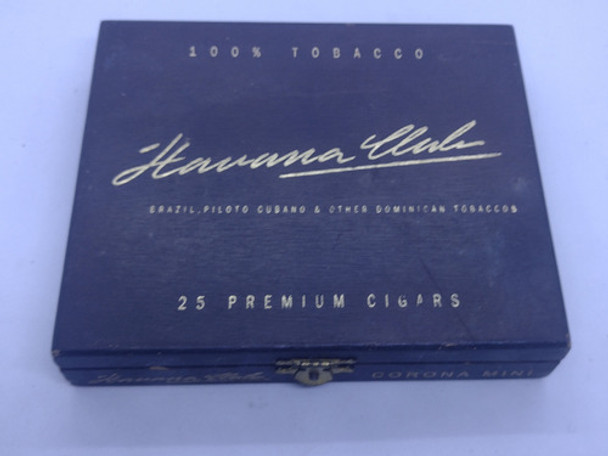 100% TOBACCO
Havana Club
BRAZIL, PILOTO CUBANO & OTHER DOMINICAN TOBACCOS
25 PREMIUM CIGARS
Havana Club CORONA MINI